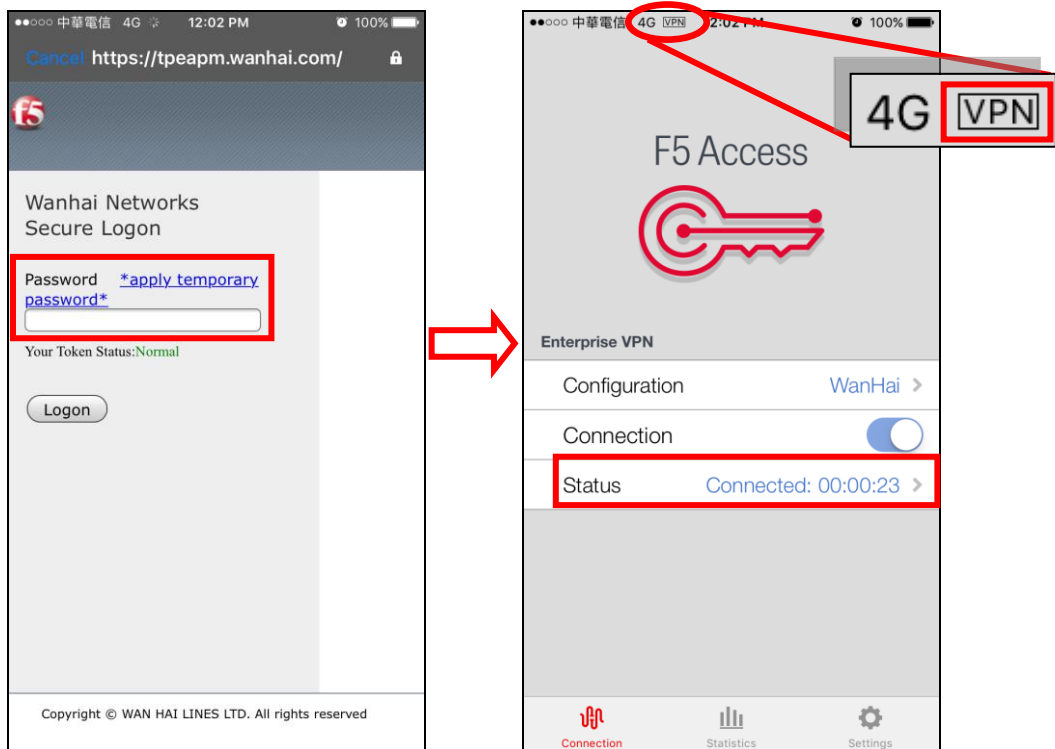 中華電信 4G 12:02 PM 100%
Cancel https://tpeapm.wanhai.com/
f5
Wanhai Networks
Secure Logon
Password *apply temporary
password*
Your Token Status:Normal
Logon
Copyright © WAN HAI LINES LTD. All rights reserved
中華電信 4G VPN 2:02 PM 100%
4G VPN
F5 Access
Enterprise VPN
Configuration WanHai
Connection
Status Connected: 00:00:23
Connection Statistics Settings